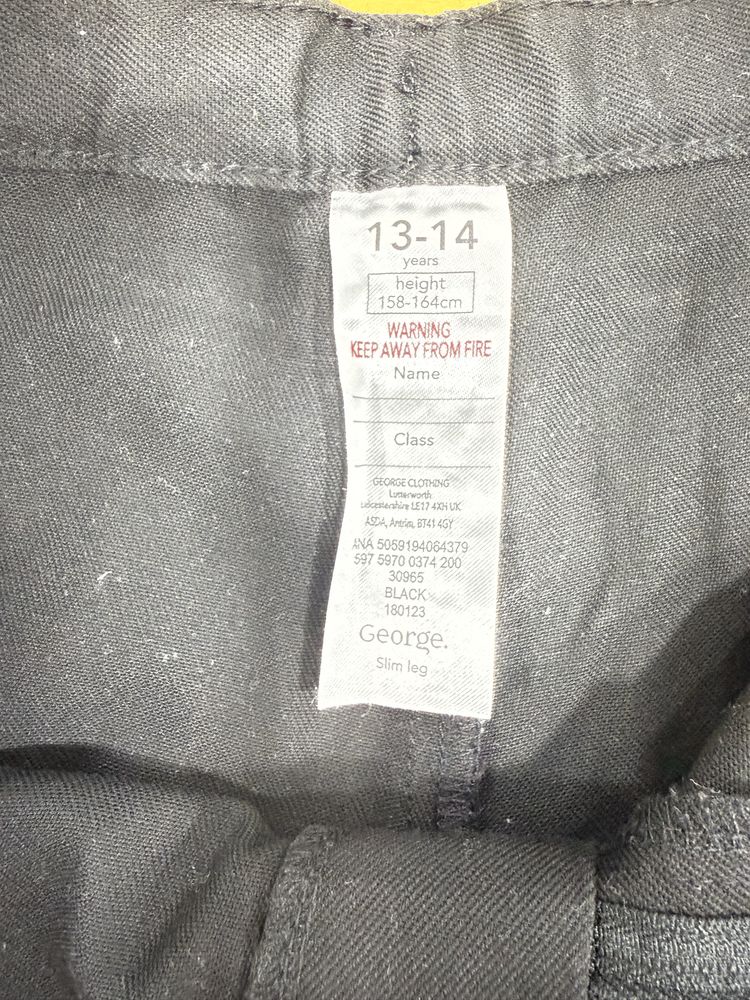 13-14
years
height
158-164cm
WARNING
KEEP AWAY FROM FIRE
Name
Class
GEORGE CLOTHING
Lutterworth
Leicestershire LE17 4XH UK
ASDA, Antrim, BT41 4GY
ANA 5059194064379
597 5970 0374 200
30965
BLACK
180123
George.
Slim leg